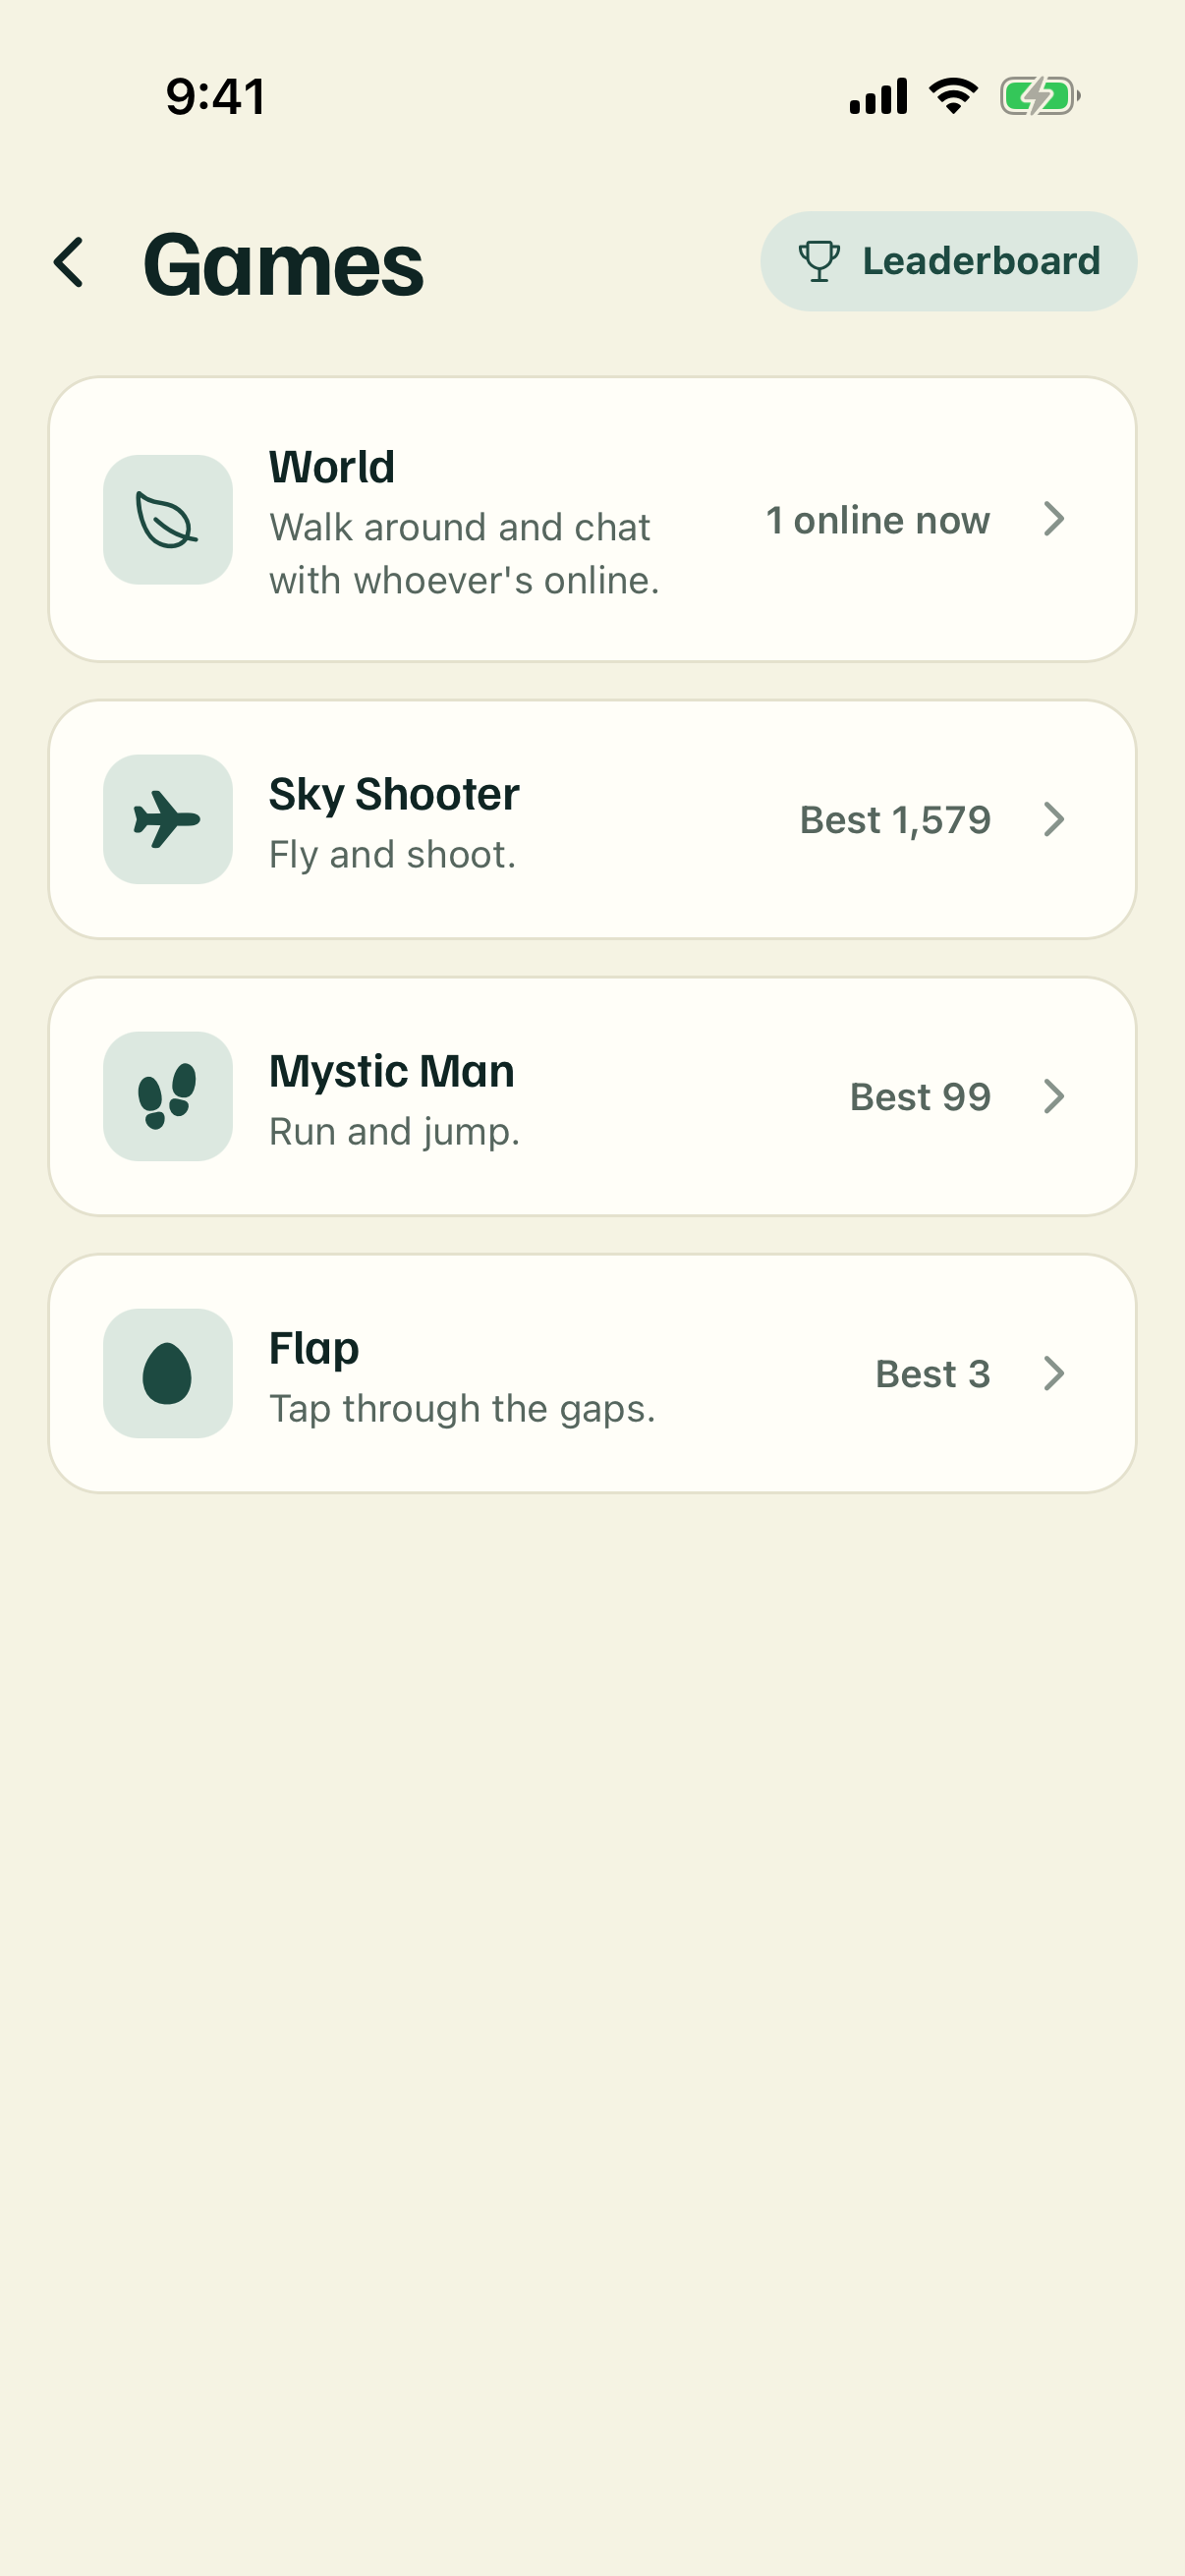 9:41
Games
Leaderboard
World
Walk around and chat
with whoever's online.
1 online now
Sky Shooter
Fly and shoot.
Best 1,579
Mystic Man
Run and jump.
Best 99
Flap
Tap through the gaps.
Best 3